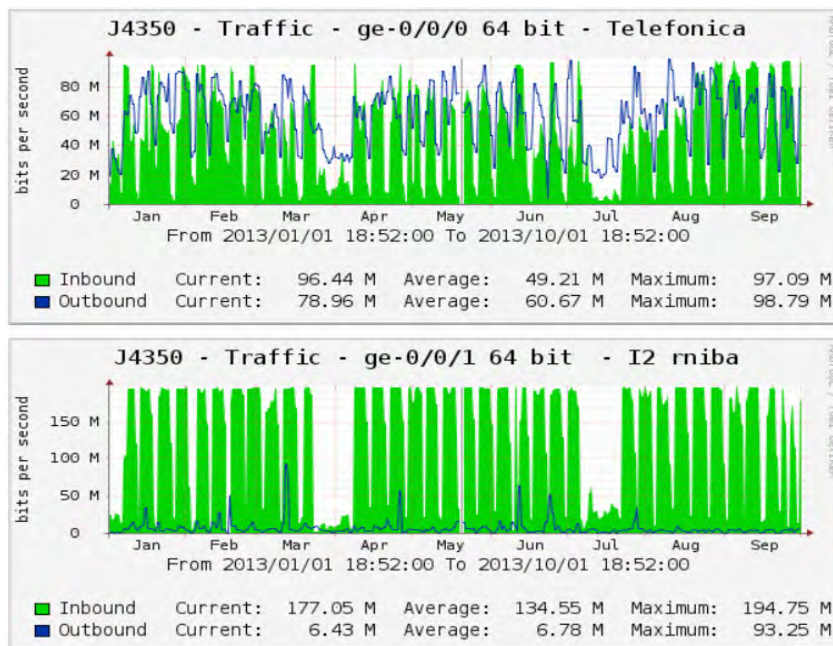 J4350 - Traffic - ge-0/0/0 64 bit - Telefonica
bits per second
80 M
60 M
40 M
20 M
0
Jan Feb Mar Apr May Jun Jul Aug Sep
From 2013/01/01 18:52:00 To 2013/10/01 18:52:00
Inbound Current: 96.44 M Average: 49.21 M Maximum: 97.09 M
Outbound Current: 78.96 M Average: 60.67 M Maximum: 98.79 M
J4350 - Traffic - ge-0/0/1 64 bit - I2 rniba
bits per second
150 M
100 M
50 M
0
Jan Feb Mar Apr May Jun Jul Aug Sep
From 2013/01/01 18:52:00 To 2013/10/01 18:52:00
Inbound Current: 177.05 M Average: 134.55 M Maximum: 194.75 M
Outbound Current: 6.43 M Average: 6.78 M Maximum: 93.25 M